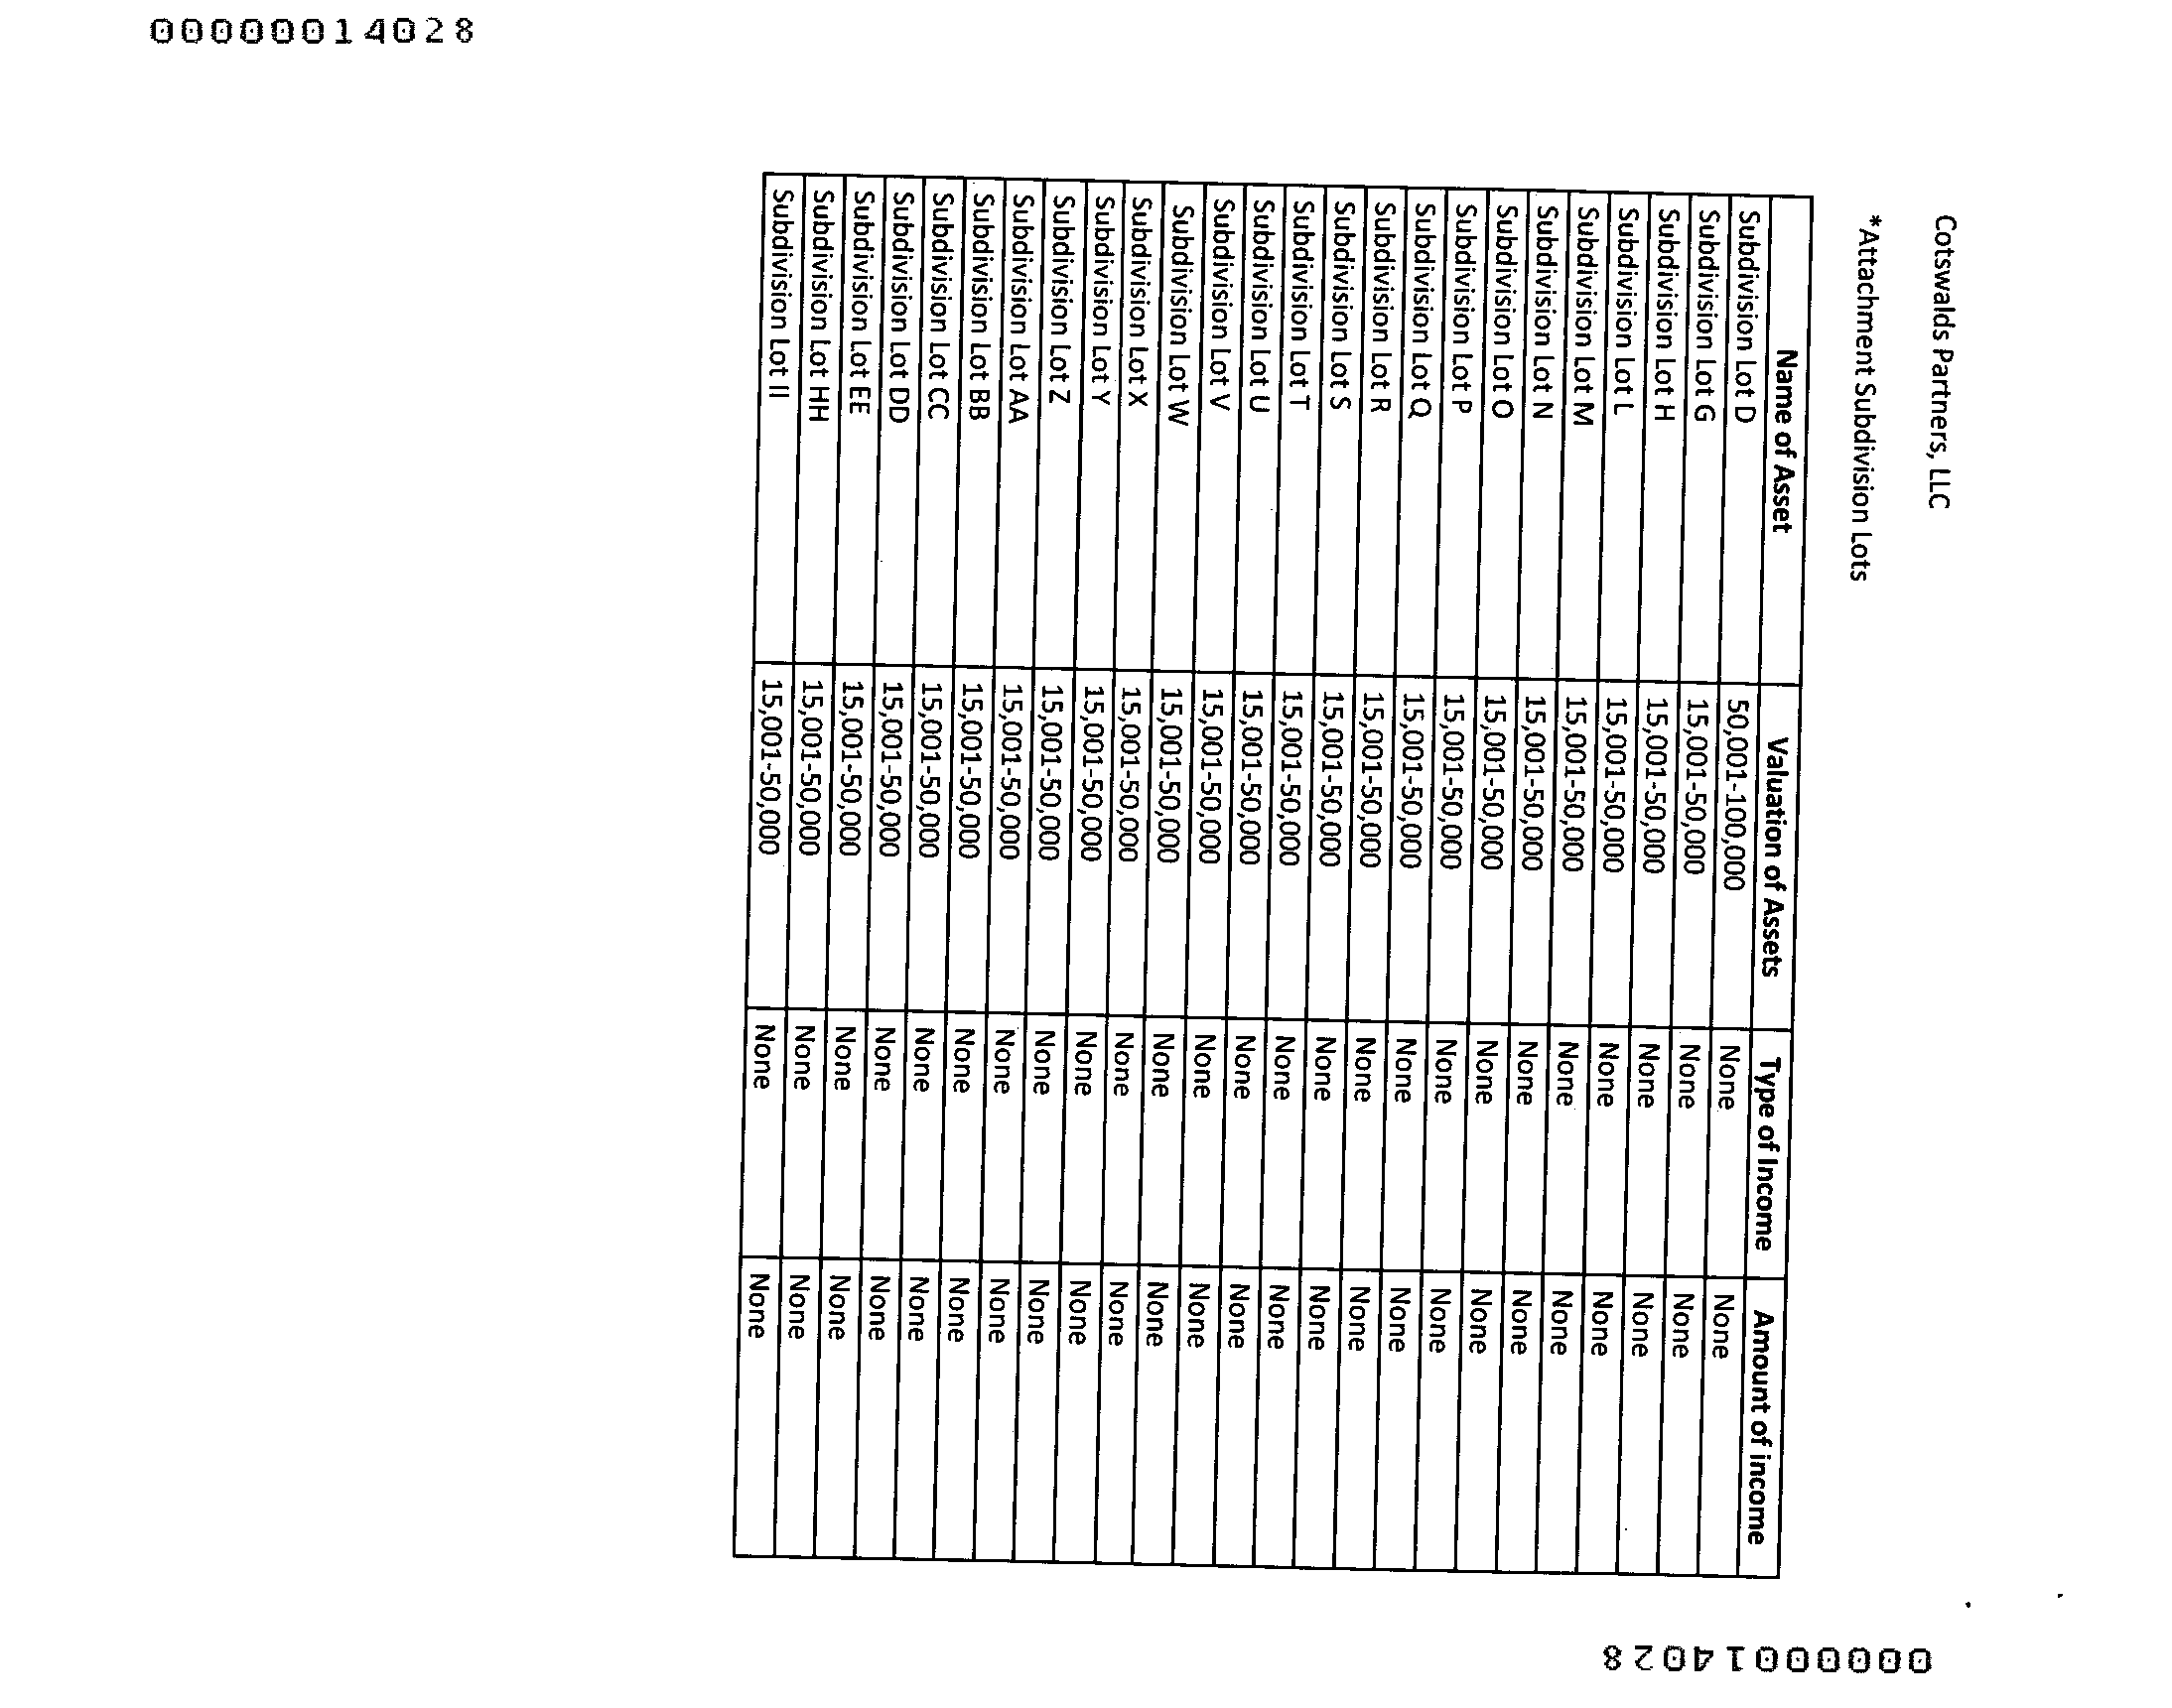 00000014028
Cotswalds Partners, LLC
*Attachment Subdivision Lots
Name of Asset Valuation of Assets Type of Income Amount of income
Subdivision Lot D 50,001-100,000 None None
Subdivision Lot G 15,001-50,000 None None
Subdivision Lot H 15,001-50,000 None None
Subdivision Lot L 15,001-50,000 None None
Subdivision Lot M 15,001-50,000 None None
Subdivision Lot N 15,001-50,000 None None
Subdivision Lot O 15,001-50,000 None None
Subdivision Lot P 15,001-50,000 None None
Subdivision Lot Q 15,001-50,000 None None
Subdivision Lot R 15,001-50,000 None None
Subdivision Lot S 15,001-50,000 None None
Subdivision Lot T 15,001-50,000 None None
Subdivision Lot U 15,001-50,000 None None
Subdivision Lot V 15,001-50,000 None None
Subdivision Lot W 15,001-50,000 None None
Subdivision Lot X 15,001-50,000 None None
Subdivision Lot Y 15,001-50,000 None None
Subdivision Lot Z 15,001-50,000 None None
Subdivision Lot AA 15,001-50,000 None None
Subdivision Lot BB 15,001-50,000 None None
Subdivision Lot CC 15,001-50,000 None None
Subdivision Lot DD 15,001-50,000 None None
Subdivision Lot EE 15,001-50,000 None None
Subdivision Lot HH 15,001-50,000 None None
Subdivision Lot II 15,001-50,000 None None
00000014028